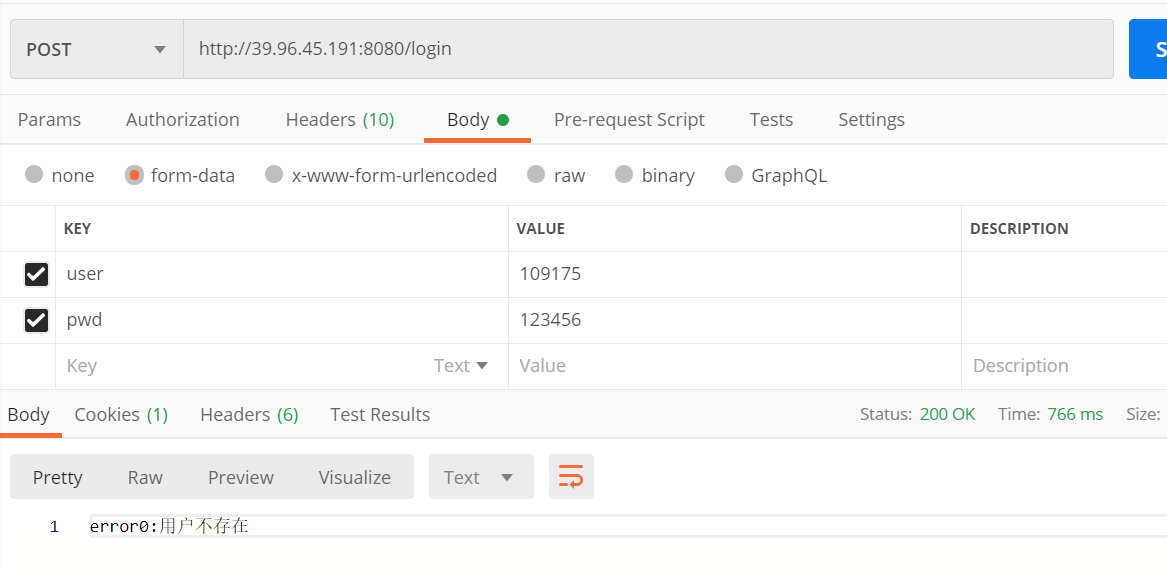 POST http://39.96.45.191:8080/login S
Params Authorization Headers (10) Body Pre-request Script Tests Settings
none form-data x-www-form-urlencoded raw binary GraphQL
KEY VALUE DESCRIPTION
user 109175
pwd 123456
Key Text Value Description
Body Cookies (1) Headers (6) Test Results Status: 200 OK Time: 766 ms Size:
Pretty Raw Preview Visualize Text
1 error0:用户不存在